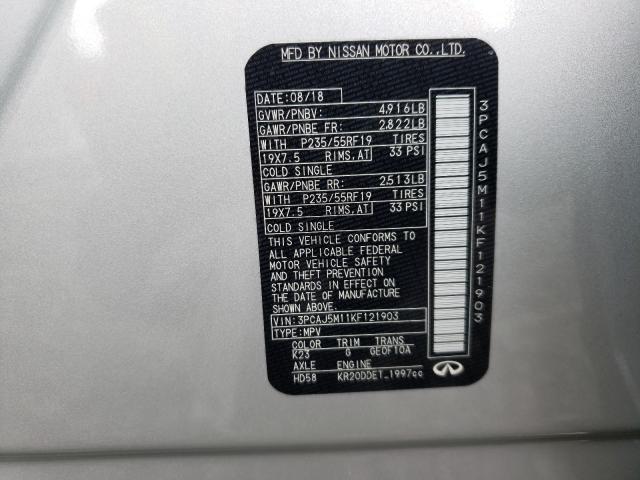 MFD BY NISSAN MOTOR CO.,LTD.
DATE: 08/18
GVWR/PNBV: 4,916LB
GAWR/PNBE FR: 2,822LB
WITH P235/55RF19 TIRES
19X7.5 RIMS,AT 33 PSI
COLD SINGLE
GAWR/PNBE RR: 2,513LB
WITH P235/55RF19 TIRES
19X7.5 RIMS,AT 33 PSI
COLD SINGLE
THIS VEHICLE CONFORMS TO
ALL APPLICABLE FEDERAL
MOTOR VEHICLE SAFETY
AND THEFT PREVENTION
STANDARDS IN EFFECT ON
THE DATE OF MANUFACTURE
SHOWN ABOVE.
VIN: 3PCAJ5M11KF121903
TYPE: MPV
COLOR TRIM TRANS
K23 G GE0F10A
AXLE ENGINE
HD58 KR20DDET 1997cc
3PCAJ5M11KF121903